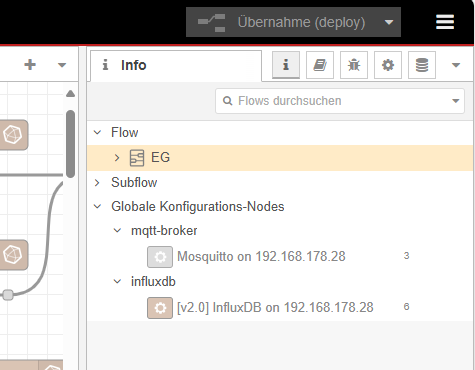 Übernahme (deploy)
Info
Flows durchsuchen
Flow
EG
Subflow
Globale Konfigurations-Nodes
mqtt-broker
Mosquitto on 192.168.178.28 3
influxdb
[v2.0] InfluxDB on 192.168.178.28 6